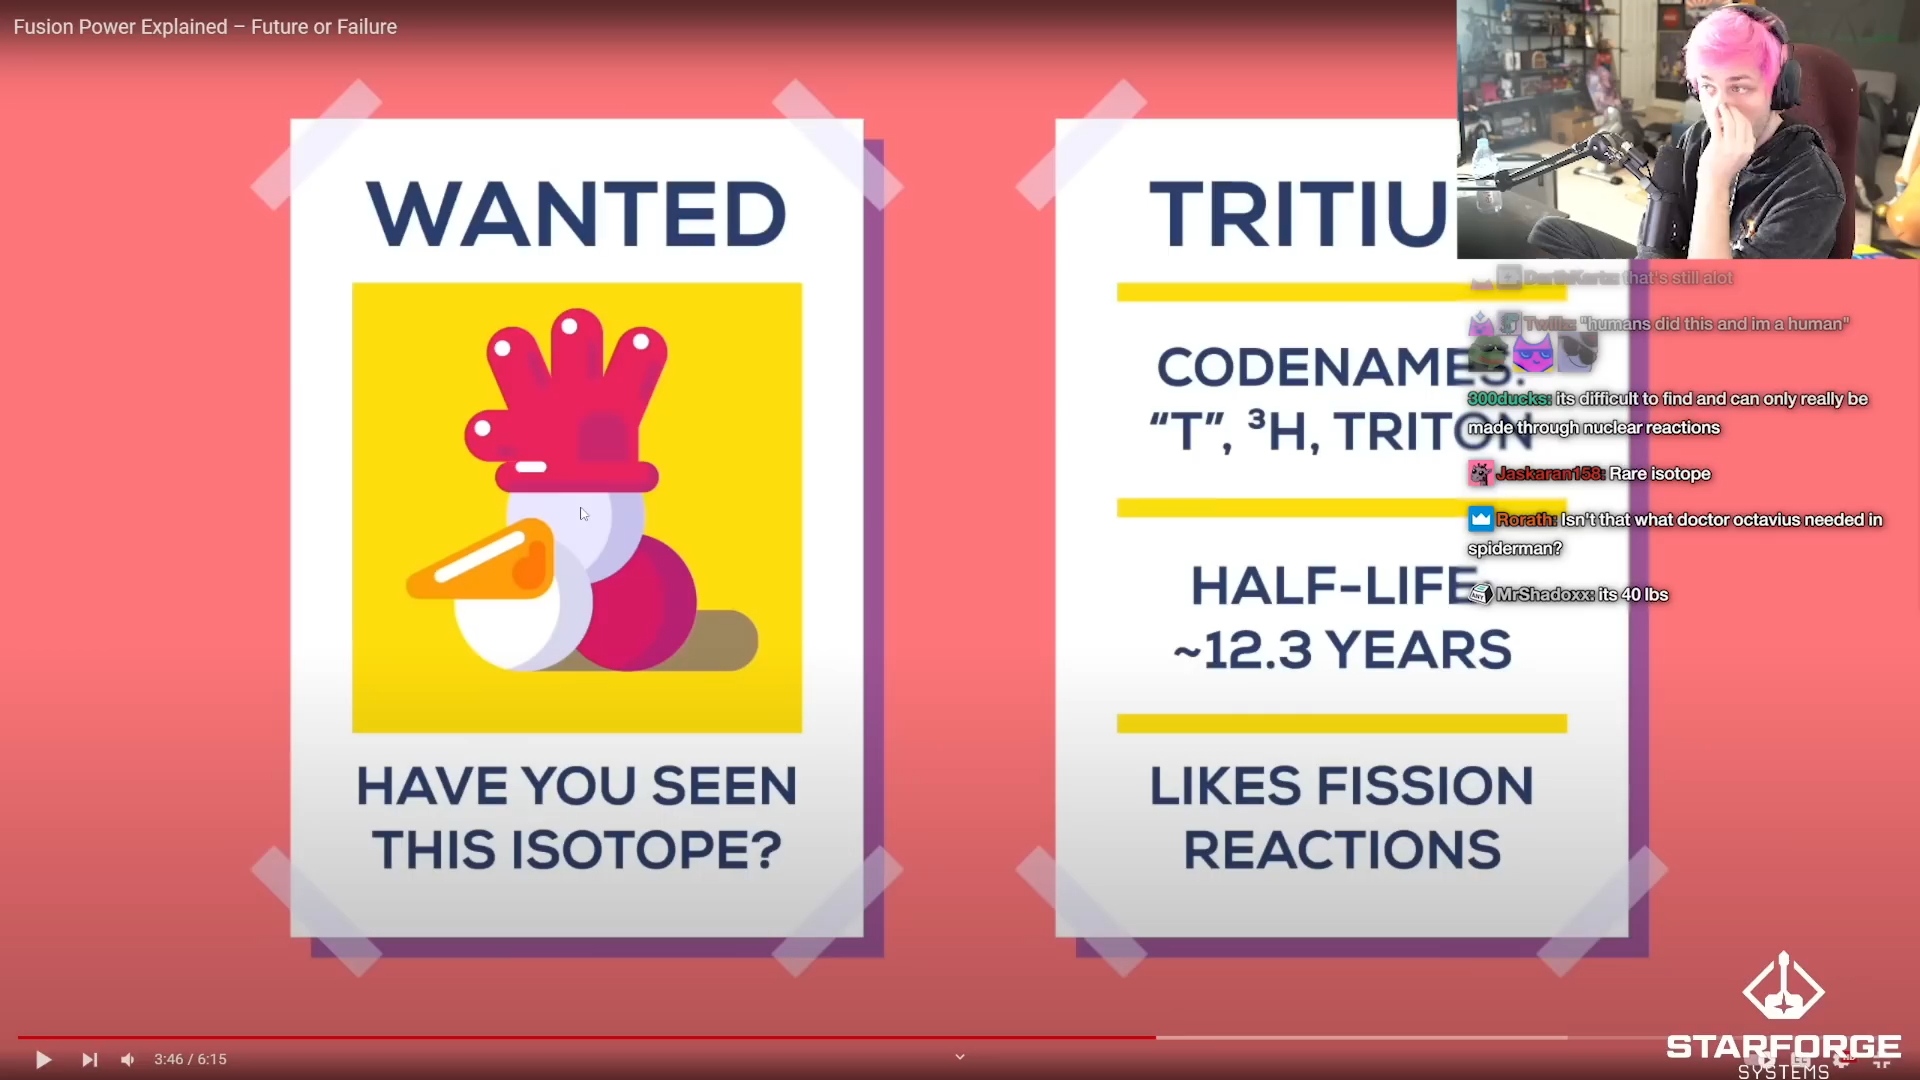 Fusion Power Explained – Future or Failure
WANTED
HAVE YOU SEEN
THIS ISOTOPE?
TRITIU
CODENAMES:
“T”, ³H, TRITON
HALF-LIFE
~12.3 YEARS
LIKES FISSION
REACTIONS
DarthKertz: that's still alot
Twillz: "humans did this and im a human"
300ducks: its difficult to find and can only really be
made through nuclear reactions
Jaskaran158: Rare isotope
Rorath: Isn't that what doctor octavius needed in
spiderman?
MrShadoxx: its 40 lbs
3:46 / 6:15
STARFORGE
SYSTEMS